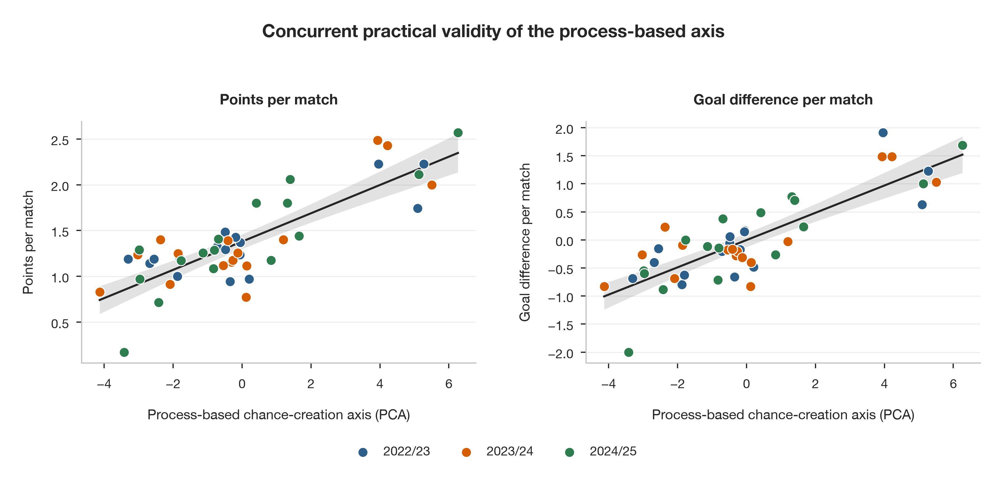 Concurrent practical validity of the process-based axis
Points per match
Points per match
2.5
2.0
1.5
1.0
0.5
−4 −2 0 2 4 6
Process-based chance-creation axis (PCA)
Goal difference per match
Goal difference per match
2.0
1.5
1.0
0.5
0.0
−0.5
−1.0
−1.5
−2.0
−4 −2 0 2 4 6
Process-based chance-creation axis (PCA)
2022/23 2023/24 2024/25